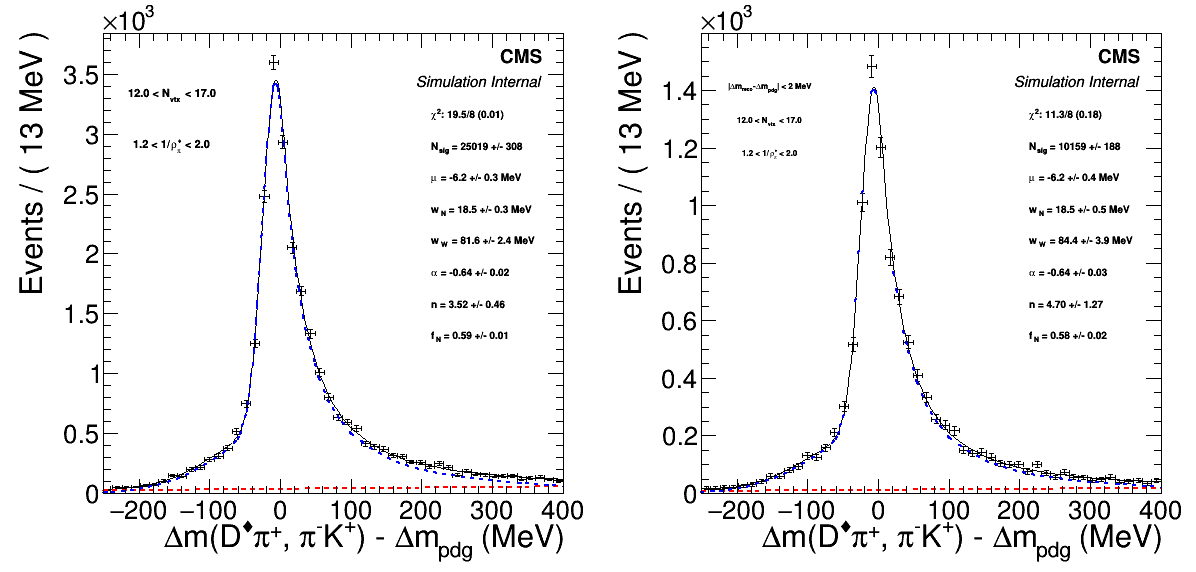 ×10³
Events / ( 13 MeV )
3.5
3
2.5
2
1.5
1
0.5
0
CMS
Simulation Internal
12.0 < N_vtx < 17.0
1.2 < 1/ρ_π^♦ < 2.0
χ²: 19.5/8 (0.01)
N_sig = 25019 +/- 308
μ = -6.2 +/- 0.3 MeV
w_N = 18.5 +/- 0.3 MeV
w_W = 81.6 +/- 2.4 MeV
α = -0.64 +/- 0.02
n = 3.52 +/- 0.46
f_N = 0.59 +/- 0.01
−200 −100 0 100 200 300 400
Δm(D♦π⁺, π⁻K⁺) - Δm_pdg (MeV)
×10³
Events / ( 13 MeV )
1.4
1.2
1
0.8
0.6
0.4
0.2
0
CMS
Simulation Internal
|Δm_reco-Δm_pdg| < 2 MeV
12.0 < N_vtx < 17.0
1.2 < 1/ρ_π^♦ < 2.0
χ²: 11.3/8 (0.18)
N_sig = 10159 +/- 188
μ = -6.2 +/- 0.4 MeV
w_N = 18.5 +/- 0.5 MeV
w_W = 84.4 +/- 3.9 MeV
α = -0.64 +/- 0.03
n = 4.70 +/- 1.27
f_N = 0.58 +/- 0.02
−200 −100 0 100 200 300 400
Δm(D♦π⁺, π⁻K⁺) - Δm_pdg (MeV)